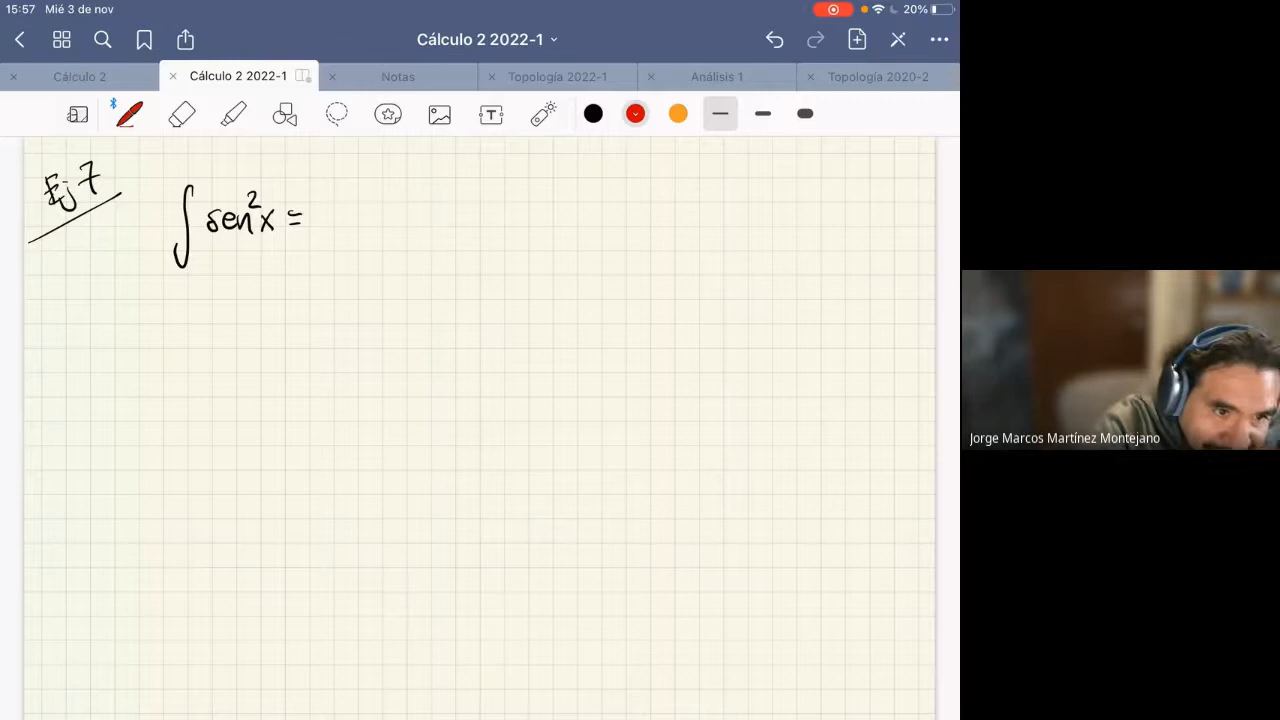 15:57 Mié 3 de nov 20%
Cálculo 2 2022-1
Cálculo 2 Cálculo 2 2022-1 Notas Topología 2022-1 Análisis 1 Topología 2020-2
T
Ej 7
∫ sen²x =
Jorge Marcos Martínez Montejano